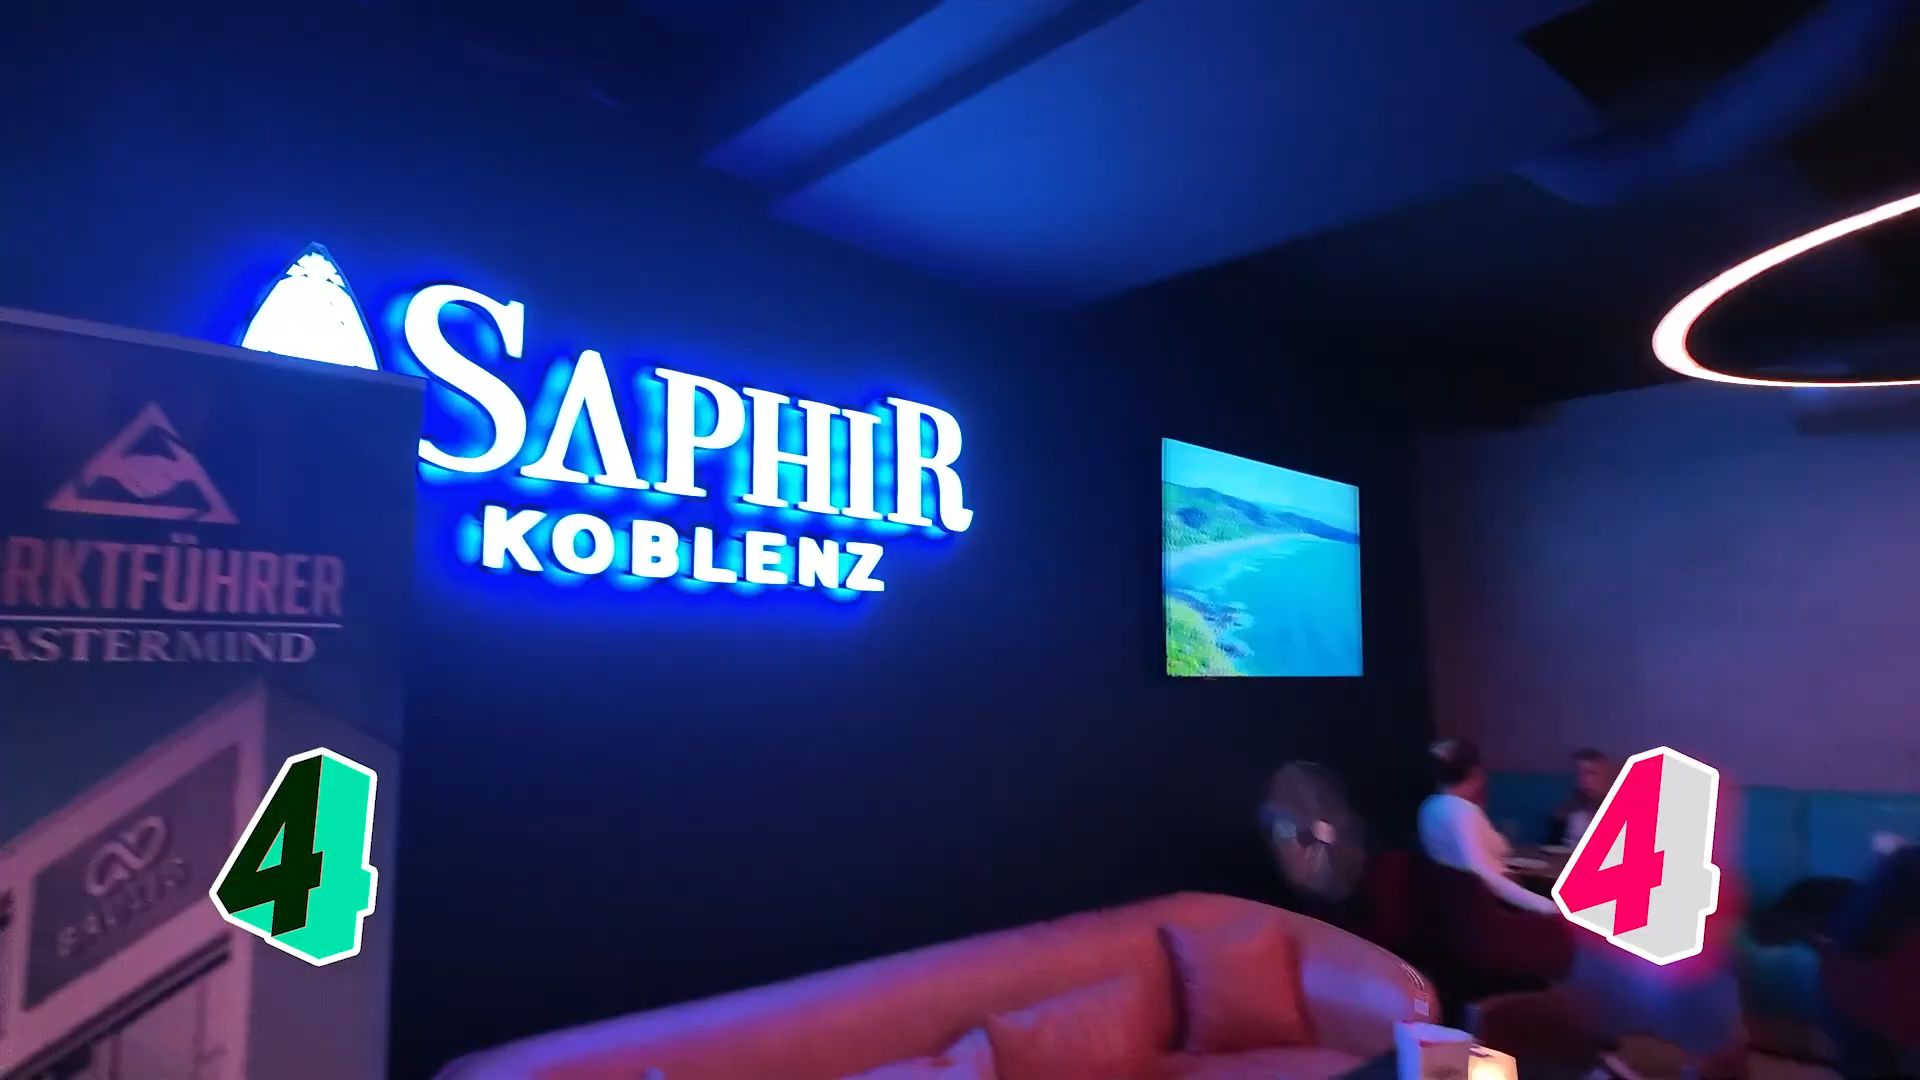 SAPHIR
KOBLENZ
RKTFÜHRER
ASTERMIND
4
4